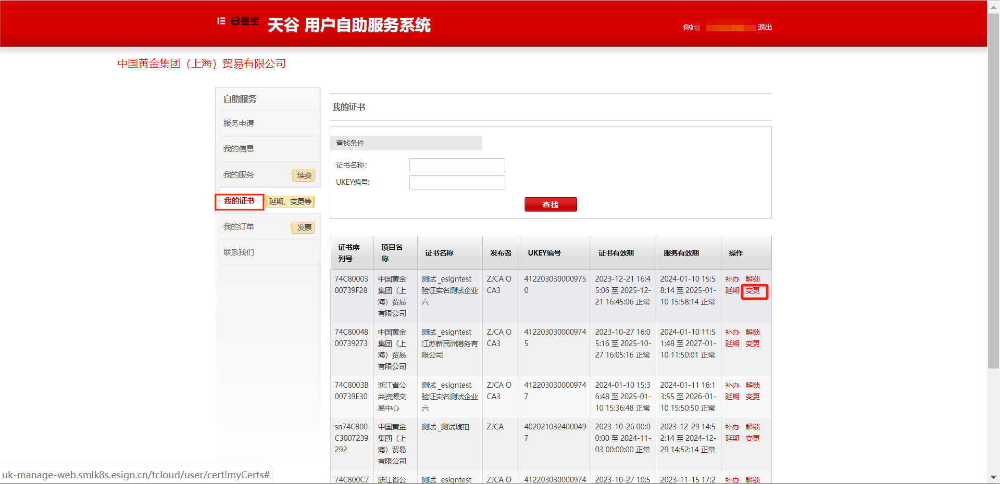 e签宝 天谷 用户自助服务系统
你好 退出
中国黄金集团（上海）贸易有限公司
自助服务
服务申请
我的信息
我的服务 续费
我的证书 延期、变更等
我的订单 发票
联系我们
我的证书
查找条件
证书名称:
UKEY编号:
查找
证书序列号 项目名称 证书名称 发布者 UKEY编号 证书有效期 服务有效期 操作
74C8000300739F28 中国黄金集团（上海）贸易有限公司 测试 _esigntest验证实名测试企业六 ZJCA OCA3 4122030300009750 2023-12-21 16:45:06 至 2025-12-21 16:45:06 正常 2024-01-10 15:58:14 至 2025-01-10 15:58:14 正常 补办 解锁 延期 变更
74C8004800739273 中国黄金集团（上海）贸易有限公司 测试 _esigntest江苏新民洲港务有限公司 ZJCA OCA3 4122030300009745 2023-10-27 16:05:16 至 2025-10-27 16:05:16 正常 2024-01-10 11:51:48 至 2027-01-10 11:50:01 正常 补办 解锁 延期 变更
74C8003B00739E30 浙江省公共资源交易中心 测试 _esigntest验证实名测试企业六 ZJCA OCA3 4122030300009747 2024-01-10 15:36:48 至 2025-01-10 15:36:48 正常 2024-01-11 16:13:55 至 2026-01-10 15:50:50 正常 补办 解锁 延期 变更
sn74C800C3007239292 中国黄金集团（上海）贸易有限公司 测试 _测试琥珀 ZJCA 4020210324000497 2023-10-26 00:00:00 至 2024-11-03 00:00:00 正常 2023-12-29 14:52:14 至 2024-12-29 14:52:14 正常 补办 解锁 延期 变更
74C800C7 浙江省公 测试 _esigntest ZJCA O 412203030000974 2023-10-27 10:5 2023-11-15 17:2 补办 解锁
uk-manage-web.smlk8s.esign.cn/tcloud/user/cert!myCerts#